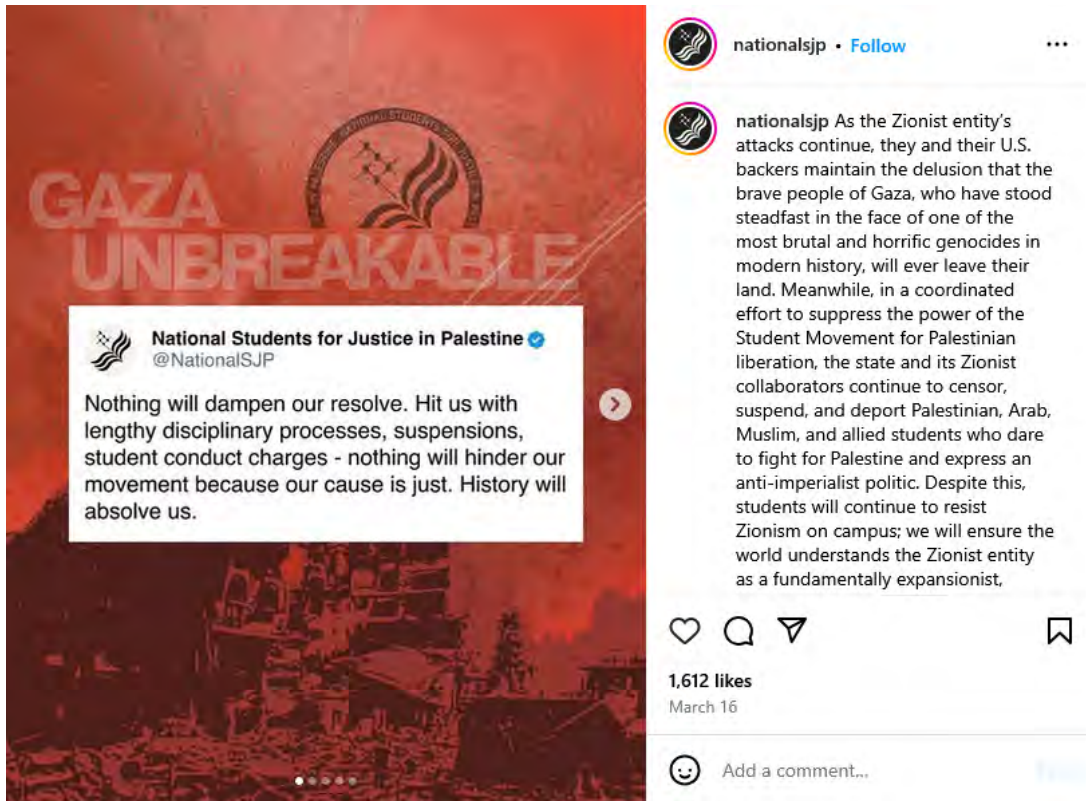 GAZA
UNBREAKABLE
National Students for Justice in Palestine
@NationalSJP
Nothing will dampen our resolve. Hit us with
lengthy disciplinary processes, suspensions,
student conduct charges - nothing will hinder our
movement because our cause is just. History will
absolve us.
nationalsjp • Follow
nationalsjp As the Zionist entity’s
attacks continue, they and their U.S.
backers maintain the delusion that the
brave people of Gaza, who have stood
steadfast in the face of one of the
most brutal and horrific genocides in
modern history, will ever leave their
land. Meanwhile, in a coordinated
effort to suppress the power of the
Student Movement for Palestinian
liberation, the state and its Zionist
collaborators continue to censor,
suspend, and deport Palestinian, Arab,
Muslim, and allied students who dare
to fight for Palestine and express an
anti-imperialist politic. Despite this,
students will continue to resist
Zionism on campus; we will ensure the
world understands the Zionist entity
as a fundamentally expansionist,
1,612 likes
March 16
Add a comment...